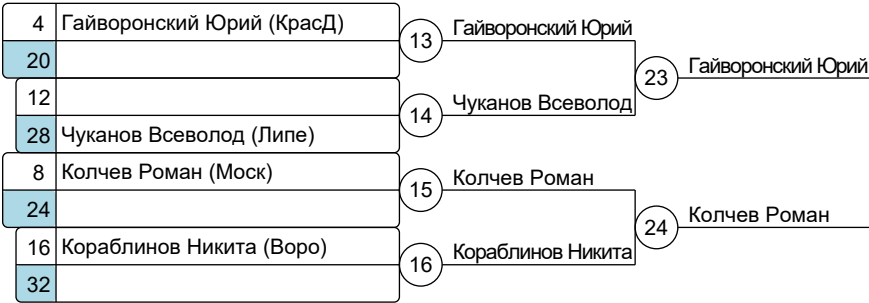 4 Гайворонский Юрий (КрасД)
20
13 Гайворонский Юрий
23 Гайворонский Юрий
12
28 Чуканов Всеволод (Липе)
14 Чуканов Всеволод
8 Колчев Роман (Моск)
24
15 Колчев Роман
24 Колчев Роман
16 Кораблинов Никита (Воро)
32
16 Кораблинов Никита